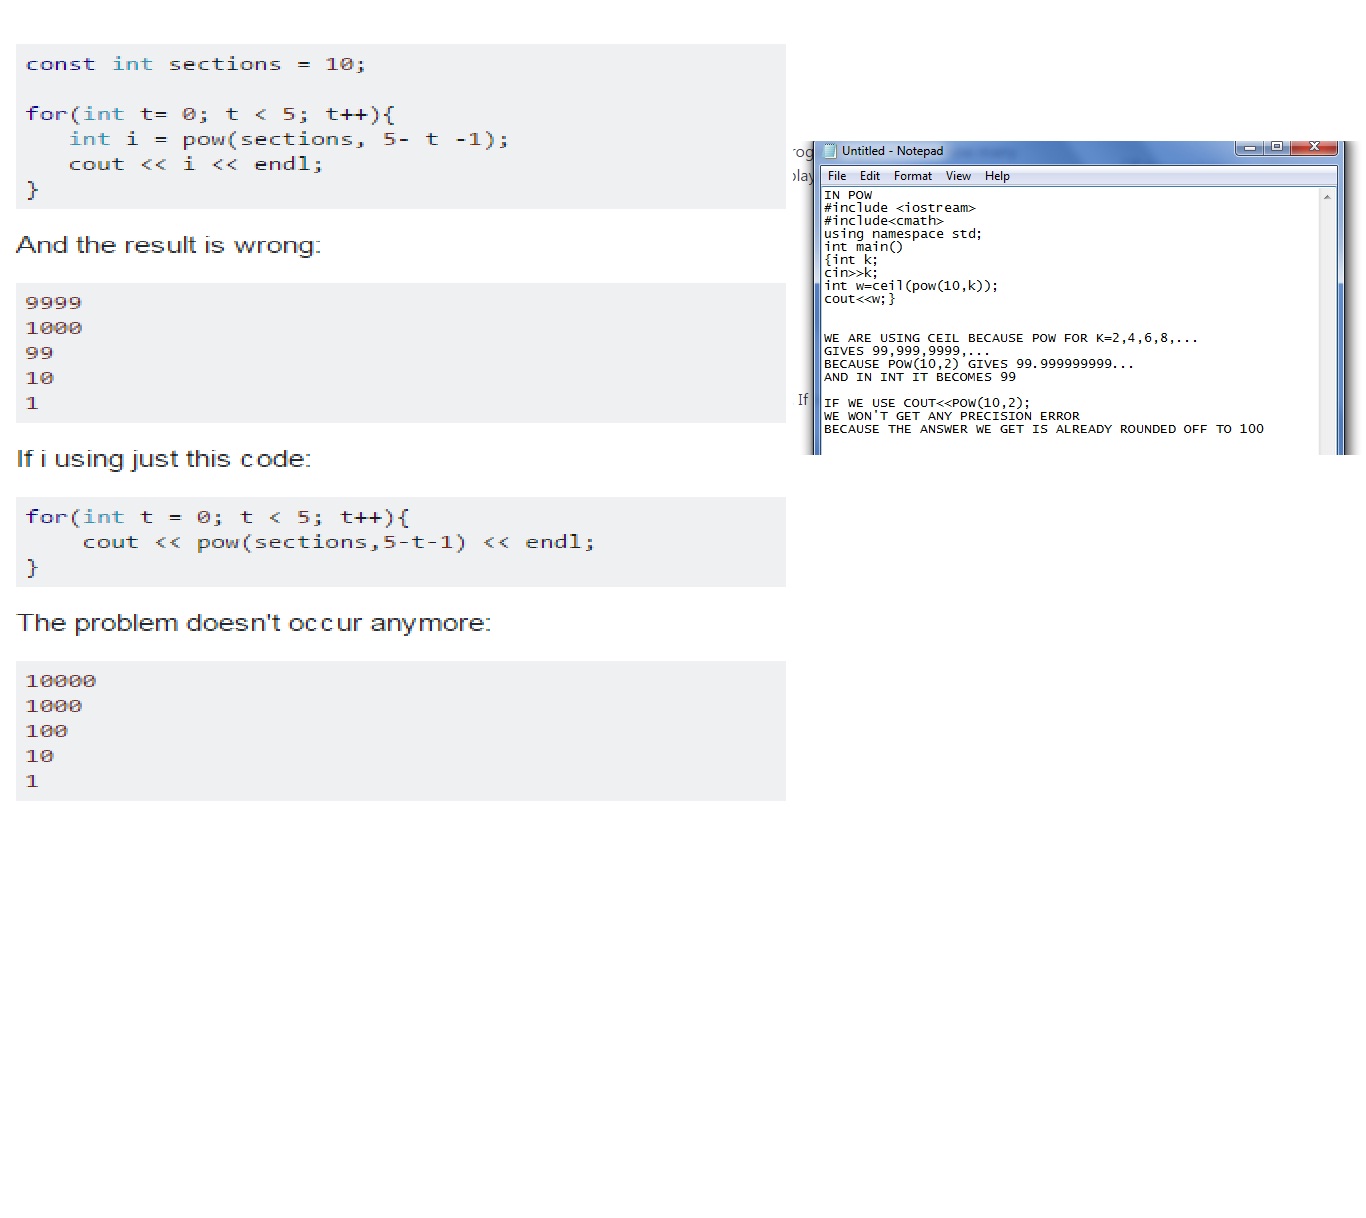 const int sections = 10;
for(int t= 0; t < 5; t++){
int i = pow(sections, 5- t -1);
cout << i << endl;
}
And the result is wrong:
9999
1000
99
10
1
If i using just this code:
for(int t = 0; t < 5; t++){
cout << pow(sections,5-t-1) << endl;
}
The problem doesn't occur anymore:
10000
1000
100
10
1
Untitled - Notepad
File Edit Format View Help
IN POW
#include <iostream>
#include<cmath>
using namespace std;
int main()
{int k;
cin>>k;
int w=ceil(pow(10,k));
cout<<w;}
WE ARE USING CEIL BECAUSE POW FOR K=2,4,6,8,...
GIVES 99,999,9999,...
BECAUSE POW(10,2) GIVES 99.999999999...
AND IN INT IT BECOMES 99
IF WE USE COUT<<POW(10,2);
WE WON'T GET ANY PRECISION ERROR
BECAUSE THE ANSWER WE GET IS ALREADY ROUNDED OFF TO 100
If